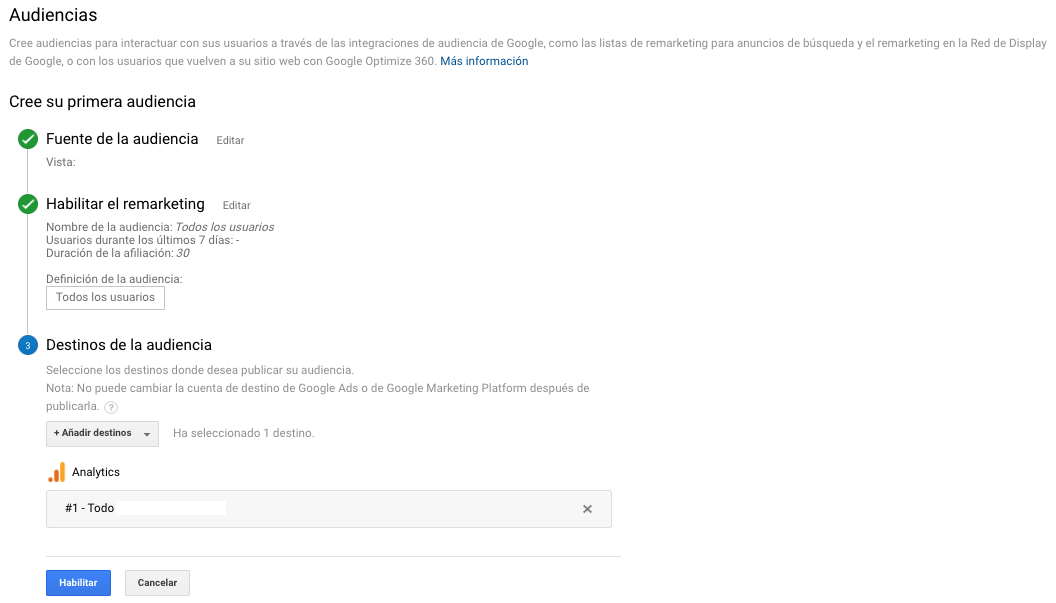 Audiencias
Cree audiencias para interactuar con sus usuarios a través de las integraciones de audiencia de Google, como las listas de remarketing para anuncios de búsqueda y el remarketing en la Red de Display
de Google, o con los usuarios que vuelven a su sitio web con Google Optimize 360. Más información
Cree su primera audiencia
Fuente de la audiencia Editar
Vista:
Habilitar el remarketing Editar
Nombre de la audiencia: Todos los usuarios
Usuarios durante los últimos 7 días: -
Duración de la afiliación: 30
Definición de la audiencia:
Todos los usuarios
3 Destinos de la audiencia
Seleccione los destinos donde desea publicar su audiencia.
Nota: No puede cambiar la cuenta de destino de Google Ads o de Google Marketing Platform después de
publicarla. ?
+ Añadir destinos Ha seleccionado 1 destino.
Analytics
#1 - Todo
Habilitar Cancelar